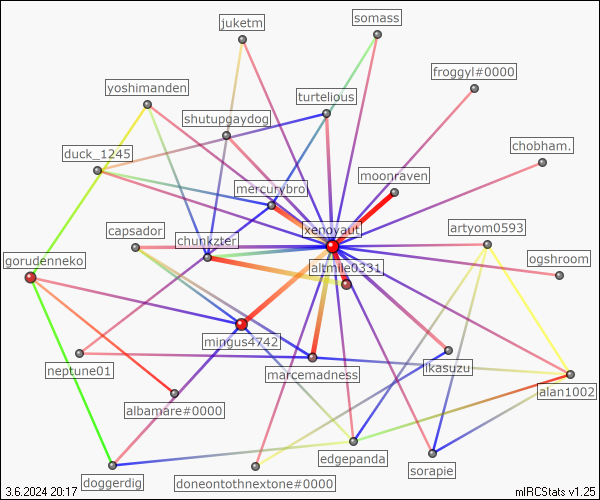 juketm
somass
froggyl#0000
yoshimanden
turtelious
shutupgaydog
duck_1245
chobham.
moonraven
mercurybro
capsador
xenoyaut
artyom0593
chunkzter
gorudenneko
ogshroom
altmile0331
mingus4742
neptune01
marcemadness
ikasuzu
alan1002
albamare#0000
edgepanda
doggerdig
doneontothnextone#0000
sorapie
3.6.2024 20:17
mIRCStats v1.25